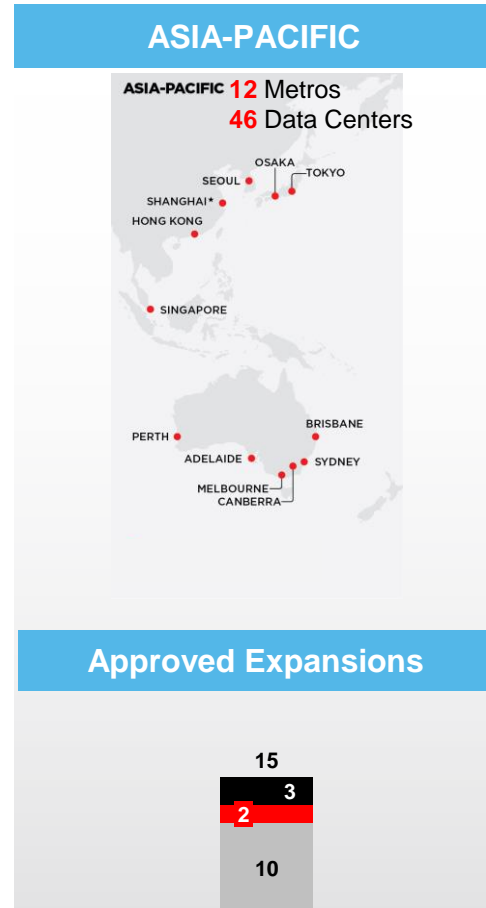 ASIA-PACIFIC
ASIA-PACIFIC 12 Metros
46 Data Centers
OSAKA
TOKYO
SEOUL
SHANGHAI*
HONG KONG
SINGAPORE
BRISBANE
PERTH
ADELAIDE
SYDNEY
MELBOURNE
CANBERRA
Approved Expansions
15
3
2
10